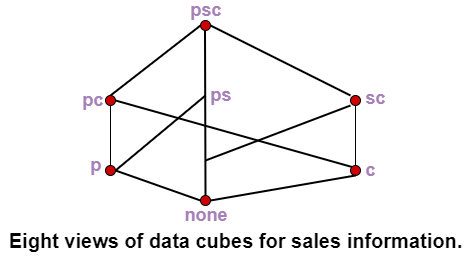 psc
pc
ps
sc
p
c
none
Eight views of data cubes for sales information.